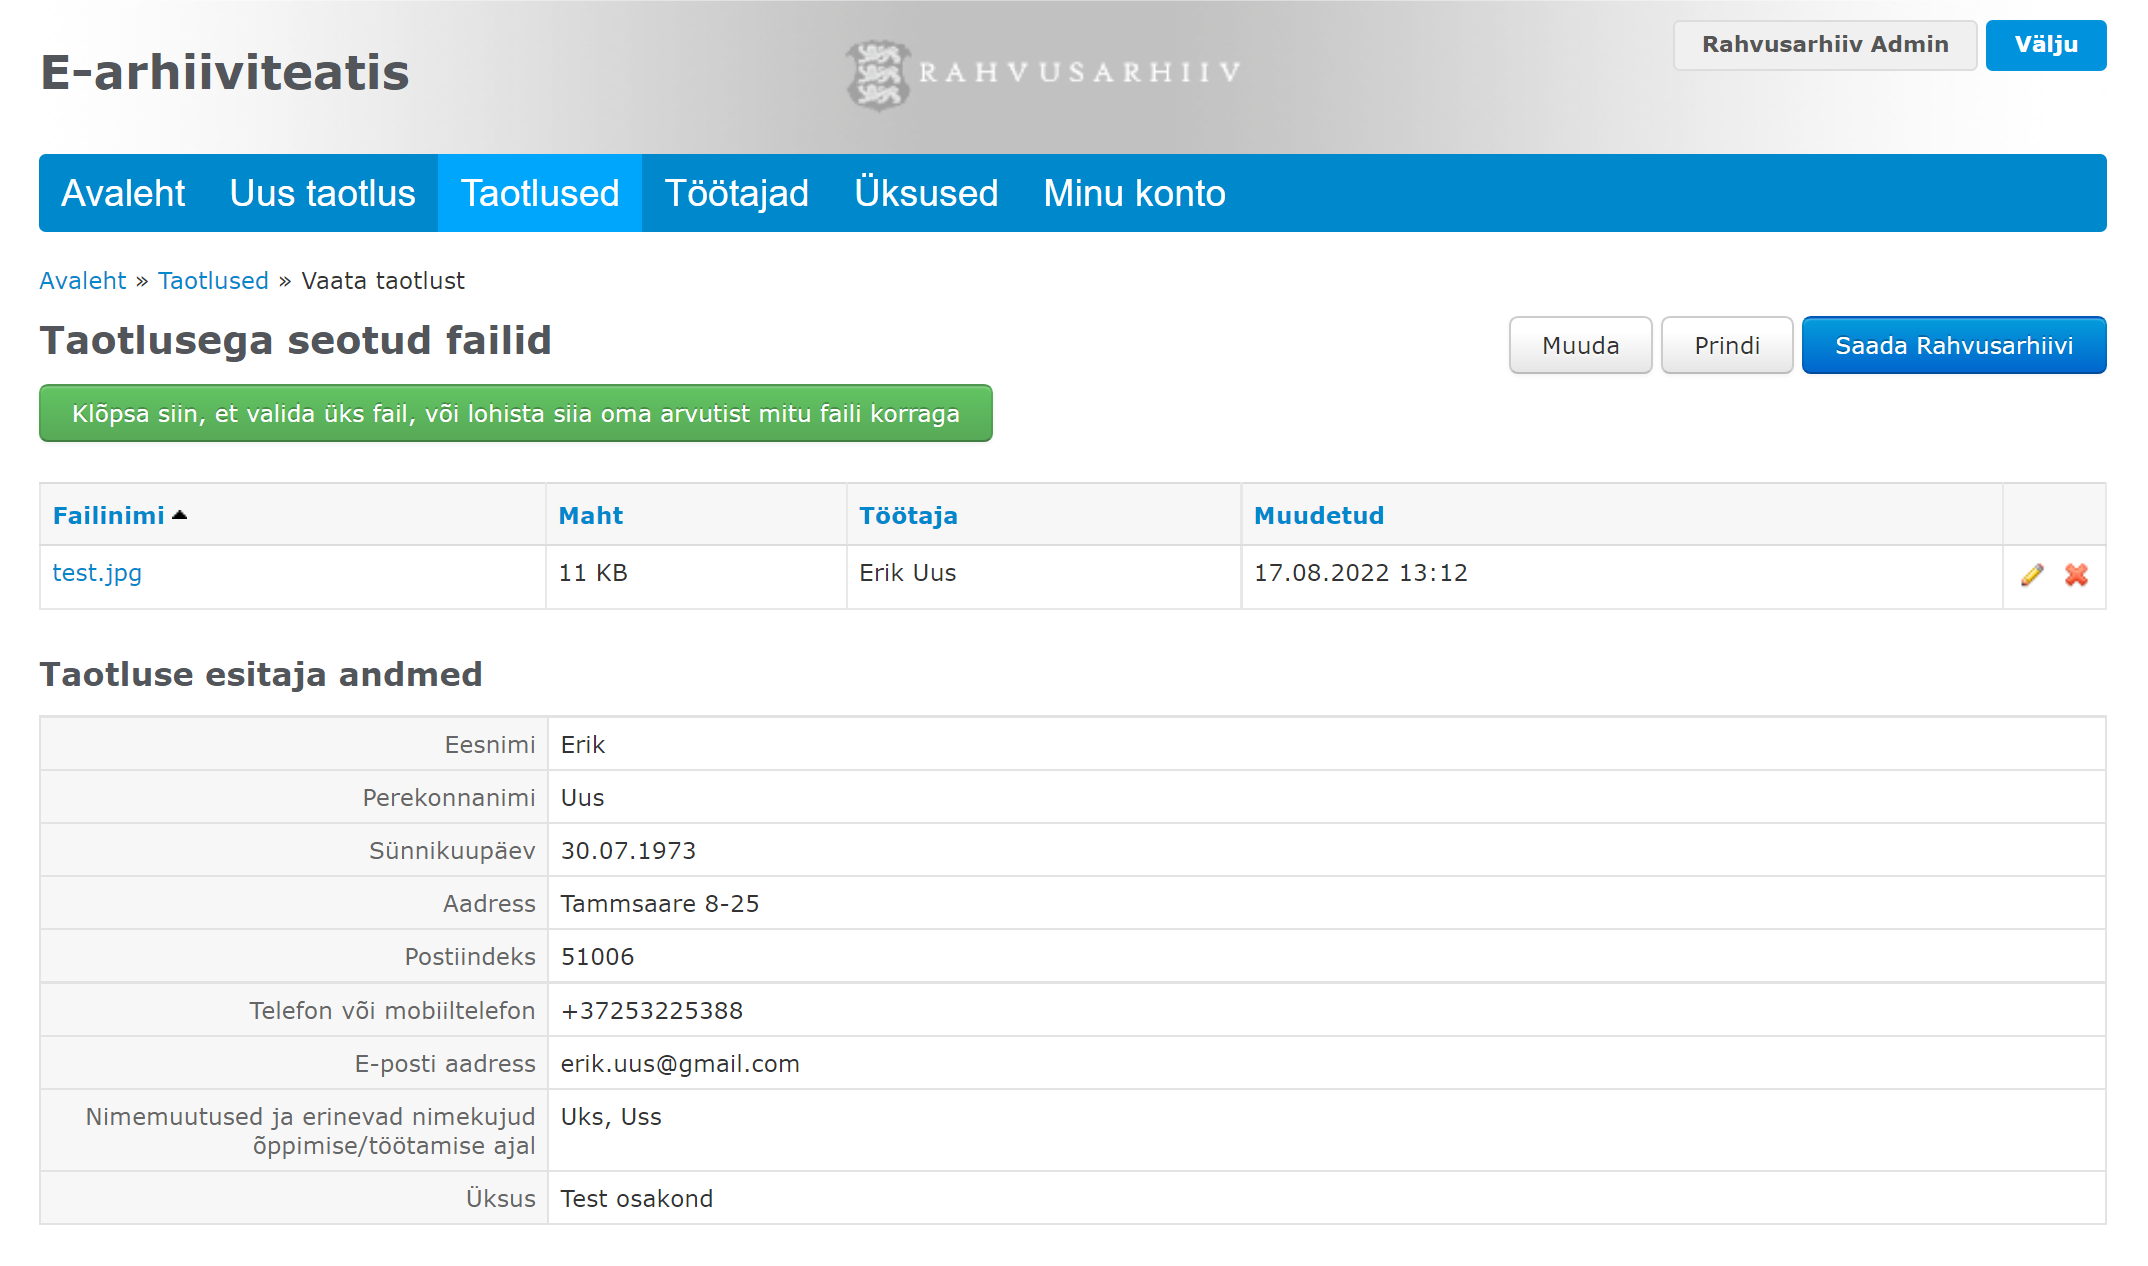 E-arhiiviteatis
RAHVUSARHIIV
Rahvusarhiiv Admin
Välju
Avaleht Uus taotlus Taotlused Töötajad Üksused Minu konto
Avaleht » Taotlused » Vaata taotlust
Taotlusega seotud failid
Muuda Prindi Saada Rahvusarhiivi
Klõpsa siin, et valida üks fail, või lohista siia oma arvutist mitu faili korraga
Failinimi Maht Töötaja Muudetud
test.jpg 11 KB Erik Uus 17.08.2022 13:12
Taotluse esitaja andmed
Eesnimi Erik
Perekonnanimi Uus
Sünnikuupäev 30.07.1973
Aadress Tammsaare 8-25
Postiindeks 51006
Telefon või mobiiltelefon +37253225388
E-posti aadress erik.uus@gmail.com
Nimemuutused ja erinevad nimekujud Uks, Uss
õppimise/töötamise ajal
Üksus Test osakond